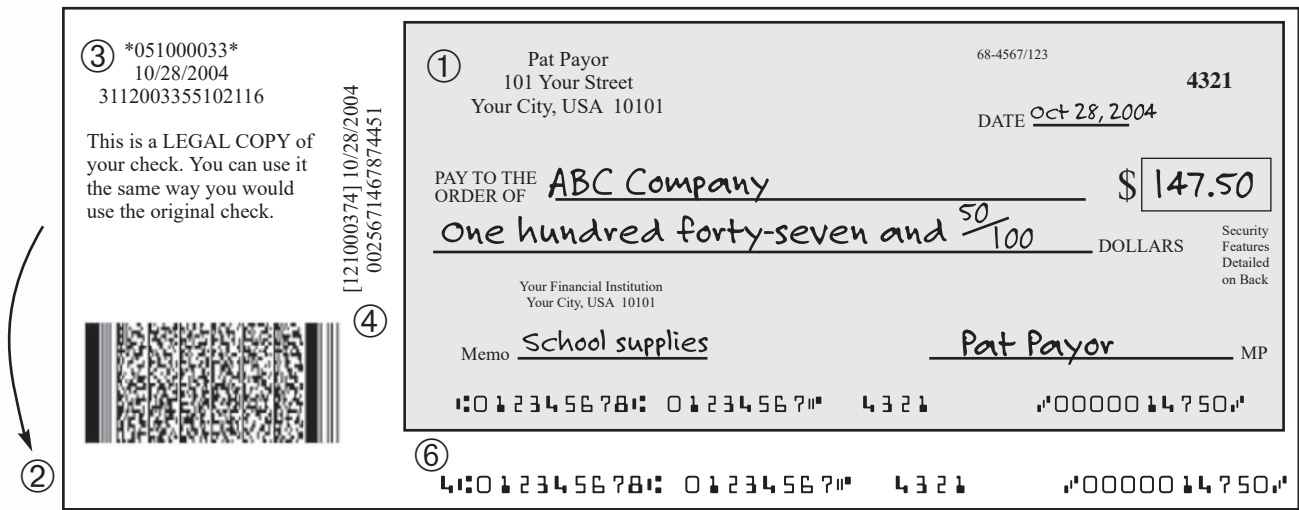 ③ *051000033*
10/28/2004
3112003355102116
This is a LEGAL COPY of
your check. You can use it
the same way you would
use the original check.
②
[121000374] 10/28/2004
00256714678744​51
④
①
Pat Payor
101 Your Street
Your City, USA 10101
68-4567/123
4321
DATE Oct 28, 2004
PAY TO THE
ORDER OF ABC Company $ 147.50
One hundred forty-seven and 50/100 DOLLARS
Security
Features
Detailed
on Back
Your Financial Institution
Your City, USA 10101
Memo School supplies Pat Payor MP
⑆012345678⑆ 01234567⑈ 4321 ⑇0000014750⑇
⑥
4⑆012345678⑆ 01234567⑈ 4321 ⑇0000014750⑇